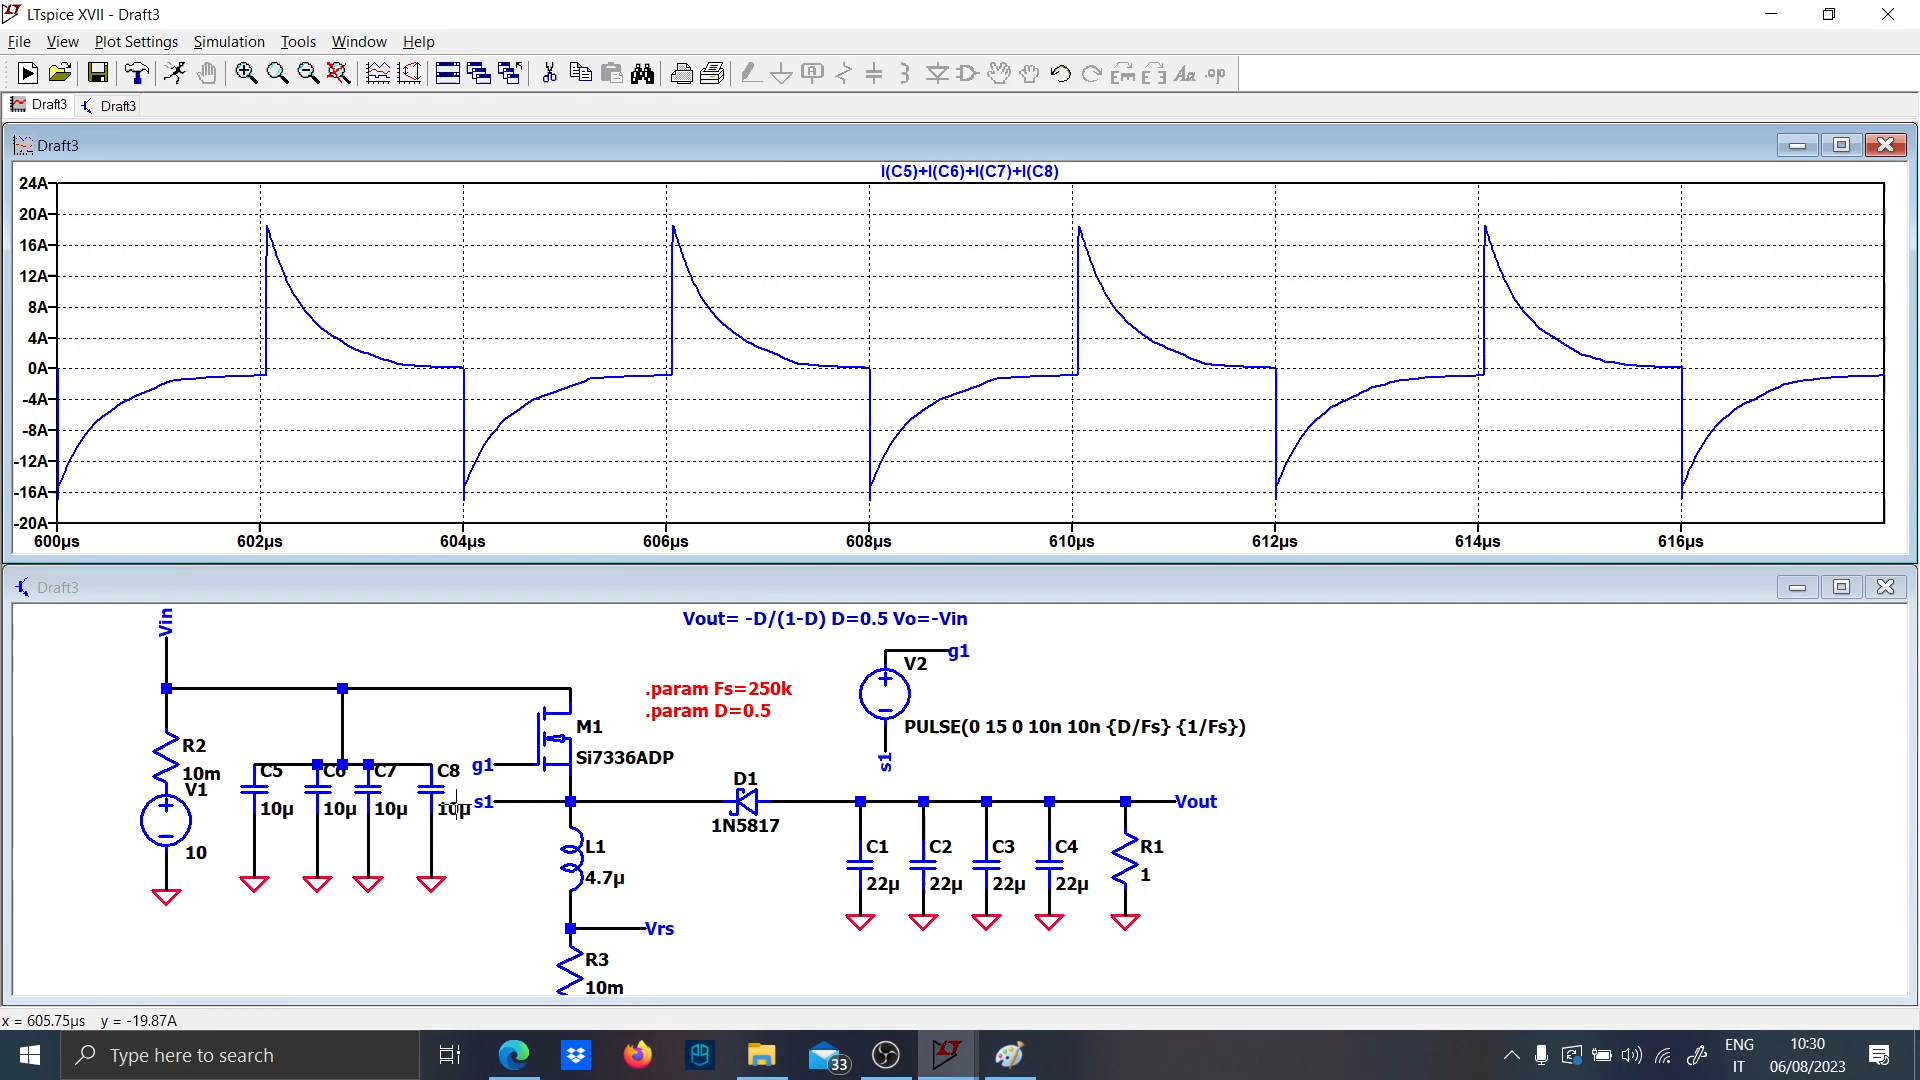 LTspice XVII - Draft3
File View Plot Settings Simulation Tools Window Help
Draft3 Draft3
Draft3
I(C5)+I(C6)+I(C7)+I(C8)
24A
20A
16A
12A
8A
4A
0A
-4A
-8A
-12A
-16A
-20A
600µs 602µs 604µs 606µs 608µs 610µs 612µs 614µs 616µs
Draft3
Vin
Vout= -D/(1-D) D=0.5 Vo=-Vin
g1
V2
.param Fs=250k
.param D=0.5
M1
PULSE(0 15 0 10n 10n {D/Fs} {1/Fs})
R2
Si7336ADP
s1
10m
C5 C6 C7 C8 g1
V1
D1
10µ 10µ 10µ 10µ s1
Vout
1N5817
10
L1
C1 C2 C3 C4 R1
4.7µ
22µ 22µ 22µ 22µ 1
Vrs
R3
10m
x = 605.75µs y = -19.87A
Type here to search
33
ENG
IT
10:30
06/08/2023